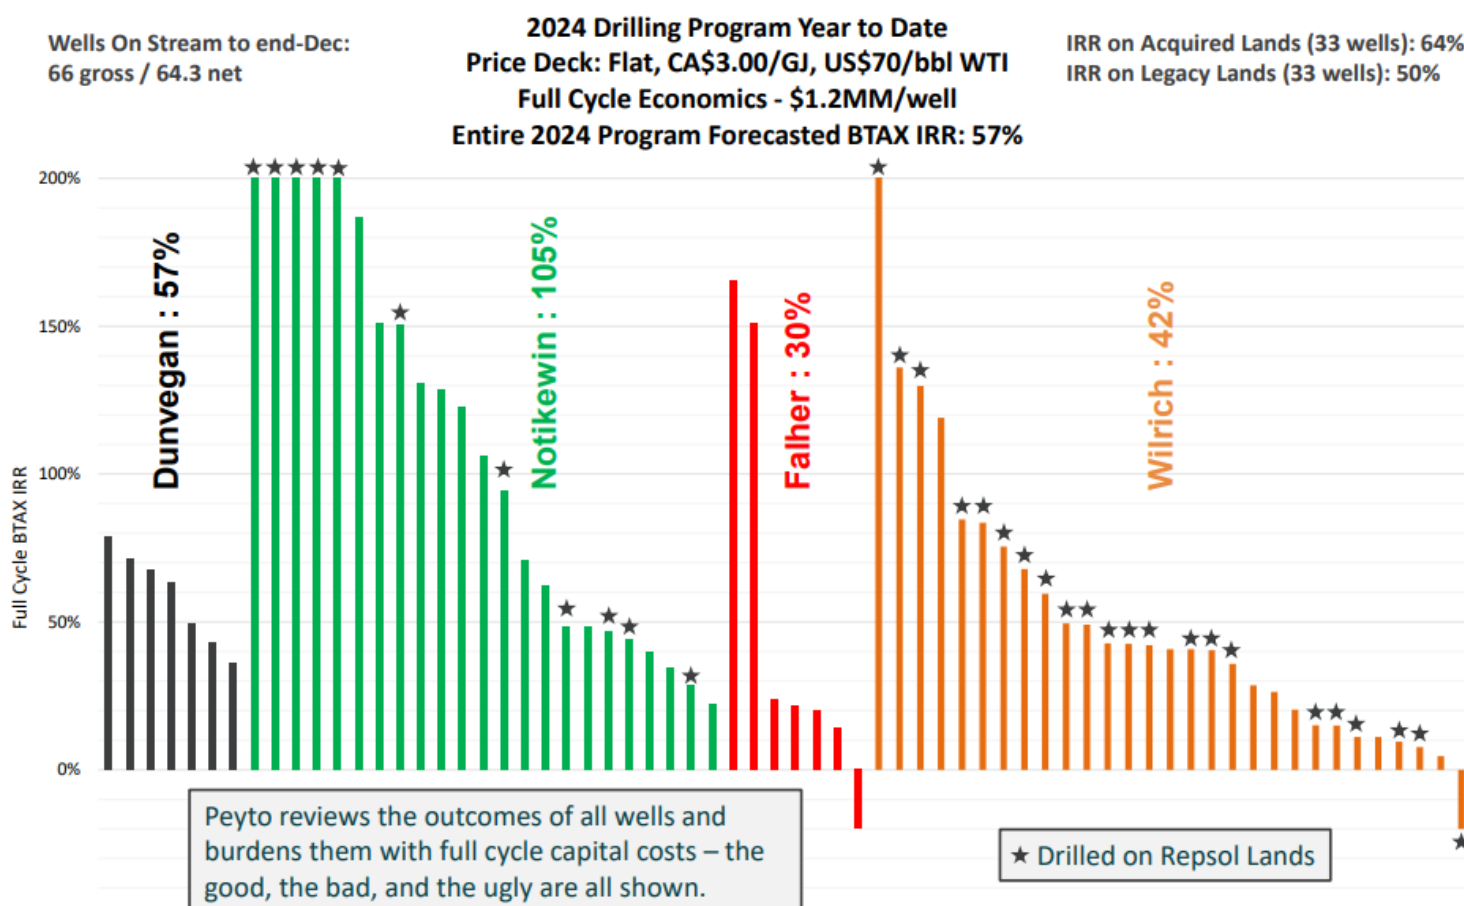 2024 Drilling Program Year to Date
Price Deck: Flat, CA$3.00/GJ, US$70/bbl WTI
Full Cycle Economics - $1.2MM/well
Entire 2024 Program Forecasted BTAX IRR: 57%
Wells On Stream to end-Dec:
66 gross / 64.3 net
IRR on Acquired Lands (33 wells): 64%
IRR on Legacy Lands (33 wells): 50%
Full Cycle BTAX IRR
200%
150%
100%
50%
0%
Dunvegan : 57%
Notikewin : 105%
Falher : 30%
Wilrich : 42%
Peyto reviews the outcomes of all wells and
burdens them with full cycle capital costs – the
good, the bad, and the ugly are all shown.
★ Drilled on Repsol Lands